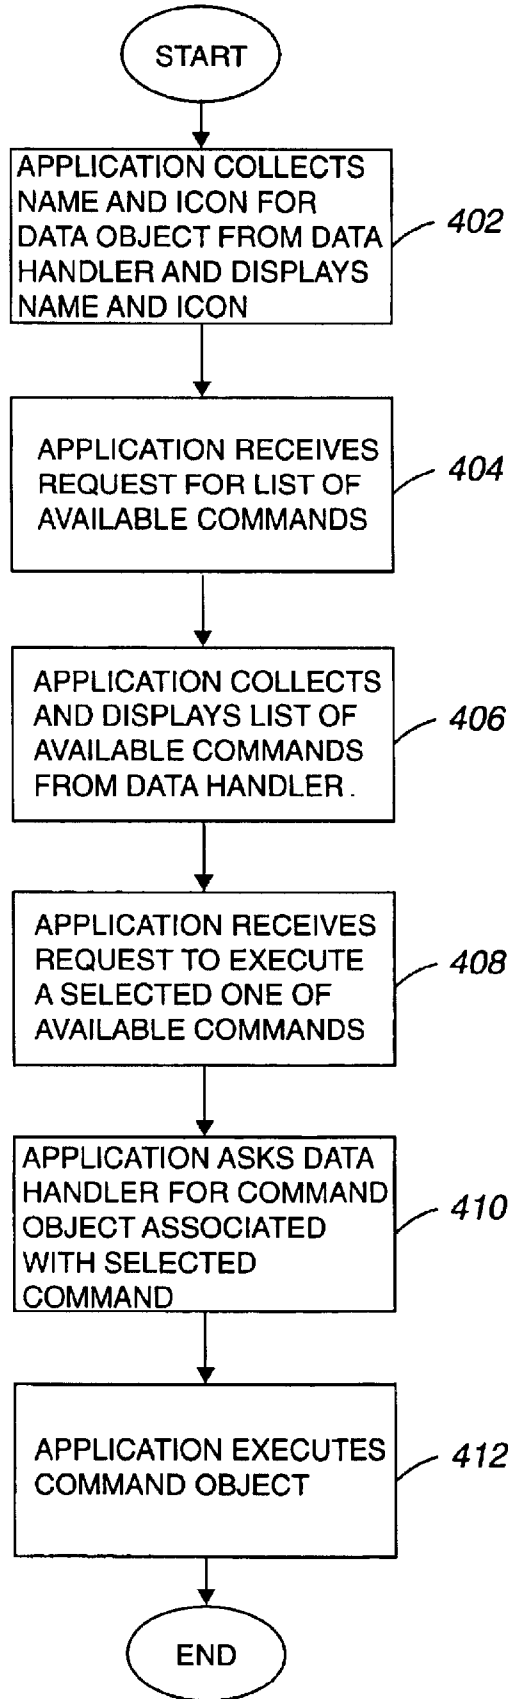 START
APPLICATION COLLECTS
NAME AND ICON FOR
DATA OBJECT FROM DATA
HANDLER AND DISPLAYS
NAME AND ICON
402
APPLICATION RECEIVES
REQUEST FOR LIST OF
AVAILABLE COMMANDS
404
APPLICATION COLLECTS
AND DISPLAYS LIST OF
AVAILABLE COMMANDS
FROM DATA HANDLER.
406
APPLICATION RECEIVES
REQUEST TO EXECUTE
A SELECTED ONE OF
AVAILABLE COMMANDS
408
APPLICATION ASKS DATA
HANDLER FOR COMMAND
OBJECT ASSOCIATED
WITH SELECTED
COMMAND
410
APPLICATION EXECUTES
COMMAND OBJECT
412
END